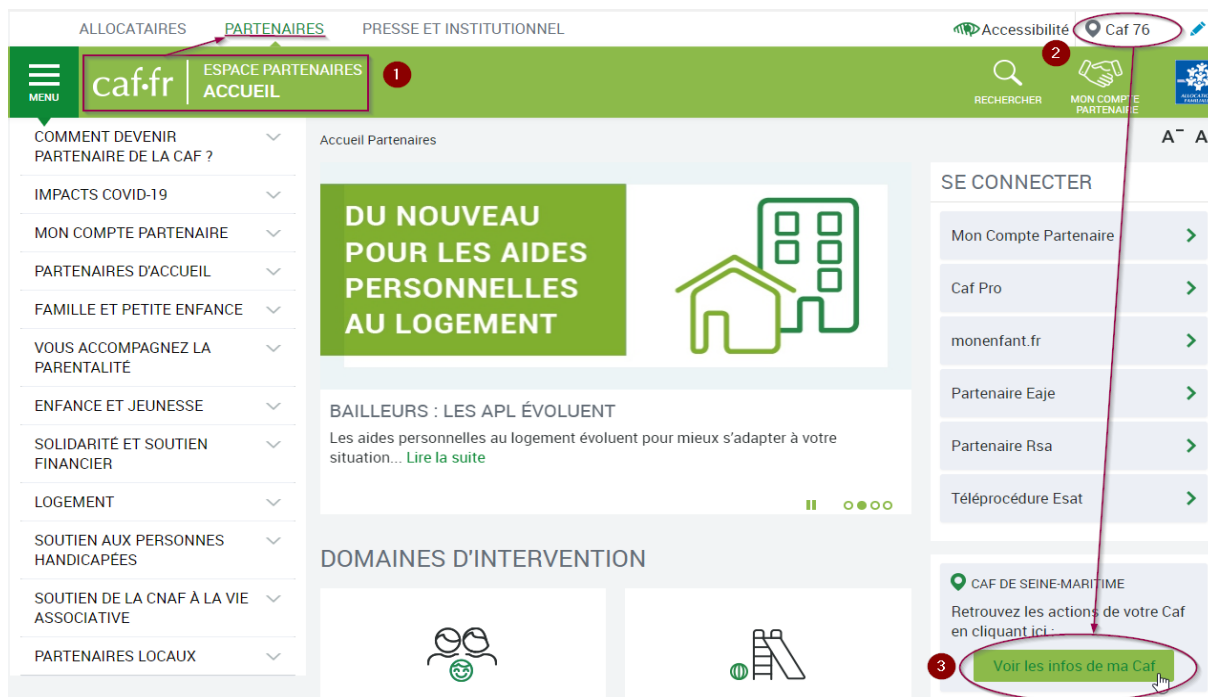 ALLOCATAIRES PARTENAIRES PRESSE ET INSTITUTIONNEL
Accessibilité Caf 76
2
MENU
caf.fr
ESPACE PARTENAIRES
ACCUEIL
1
RECHERCHER
MON COMPTE
PARTENAIRE
COMMENT DEVENIR
PARTENAIRE DE LA CAF ?
IMPACTS COVID-19
MON COMPTE PARTENAIRE
PARTENAIRES D'ACCUEIL
FAMILLE ET PETITE ENFANCE
VOUS ACCOMPAGNEZ LA
PARENTALITÉ
ENFANCE ET JEUNESSE
SOLIDARITÉ ET SOUTIEN
FINANCIER
LOGEMENT
SOUTIEN AUX PERSONNES
HANDICAPÉES
SOUTIEN DE LA CNAF À LA VIE
ASSOCIATIVE
PARTENAIRES LOCAUX
Accueil Partenaires
A- A
DU NOUVEAU
POUR LES AIDES
PERSONNELLES
AU LOGEMENT
BAILLEURS : LES APL ÉVOLUENT
Les aides personnelles au logement évoluent pour mieux s'adapter à votre
situation... Lire la suite
DOMAINES D'INTERVENTION
SE CONNECTER
Mon Compte Partenaire
Caf Pro
monenfant.fr
Partenaire Eaje
Partenaire Rsa
Téléprocédure Esat
CAF DE SEINE-MARITIME
Retrouvez les actions de votre Caf
en cliquant ici :
3
Voir les infos de ma Caf